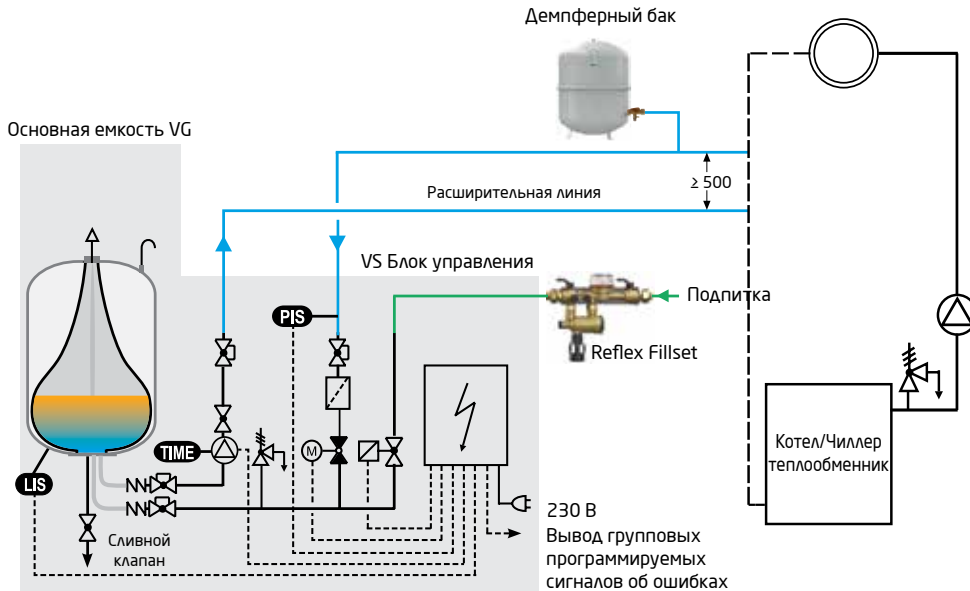 Демпферный бак
Основная емкость VG
≥ 500
Расширительная линия
VS Блок управления
PIS
Подпитка
Reflex Fillset
TIME
M
LIS
Котел/Чиллер
теплообменник
Сливной
клапан
230 В
Вывод групповых
программируемых
сигналов об ошибках